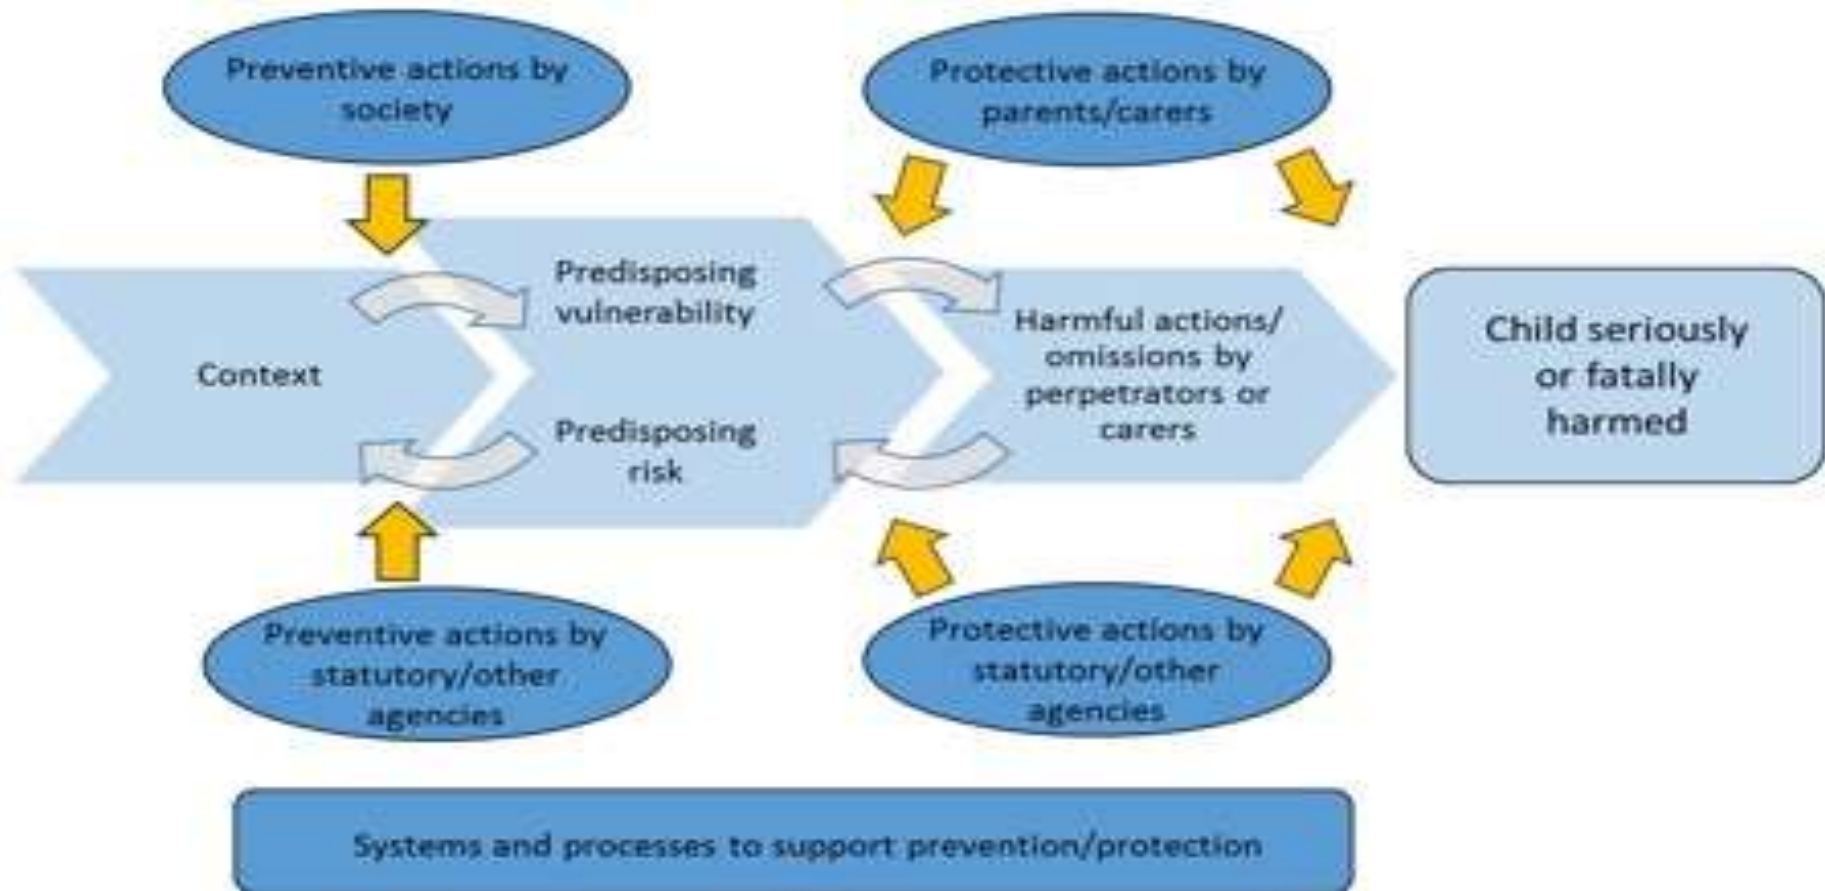 Preventive actions by
society
Protective actions by
parents/carers
Context
Predisposing
vulnerability
Predisposing
risk
Harmful actions/
omissions by
perpetrators or
carers
Child seriously
or fatally
harmed
Preventive actions by
statutory/other
agencies
Protective actions by
statutory/other
agencies
Systems and processes to support prevention/protection